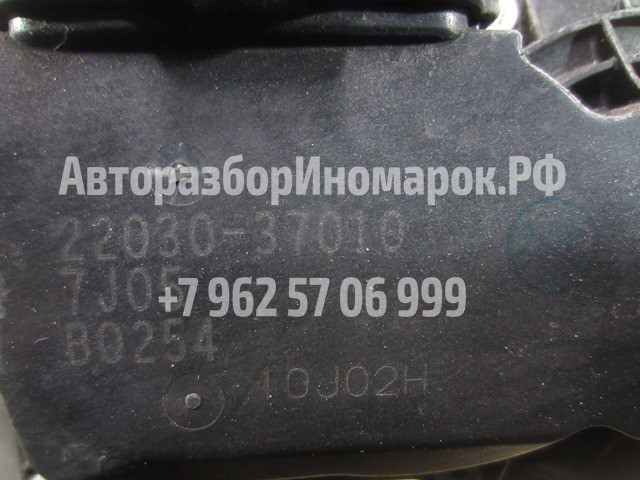 АвторазборИномарок.РФ
22030-37010
7J05
+7 962 57 06 999
B0254
10J02H